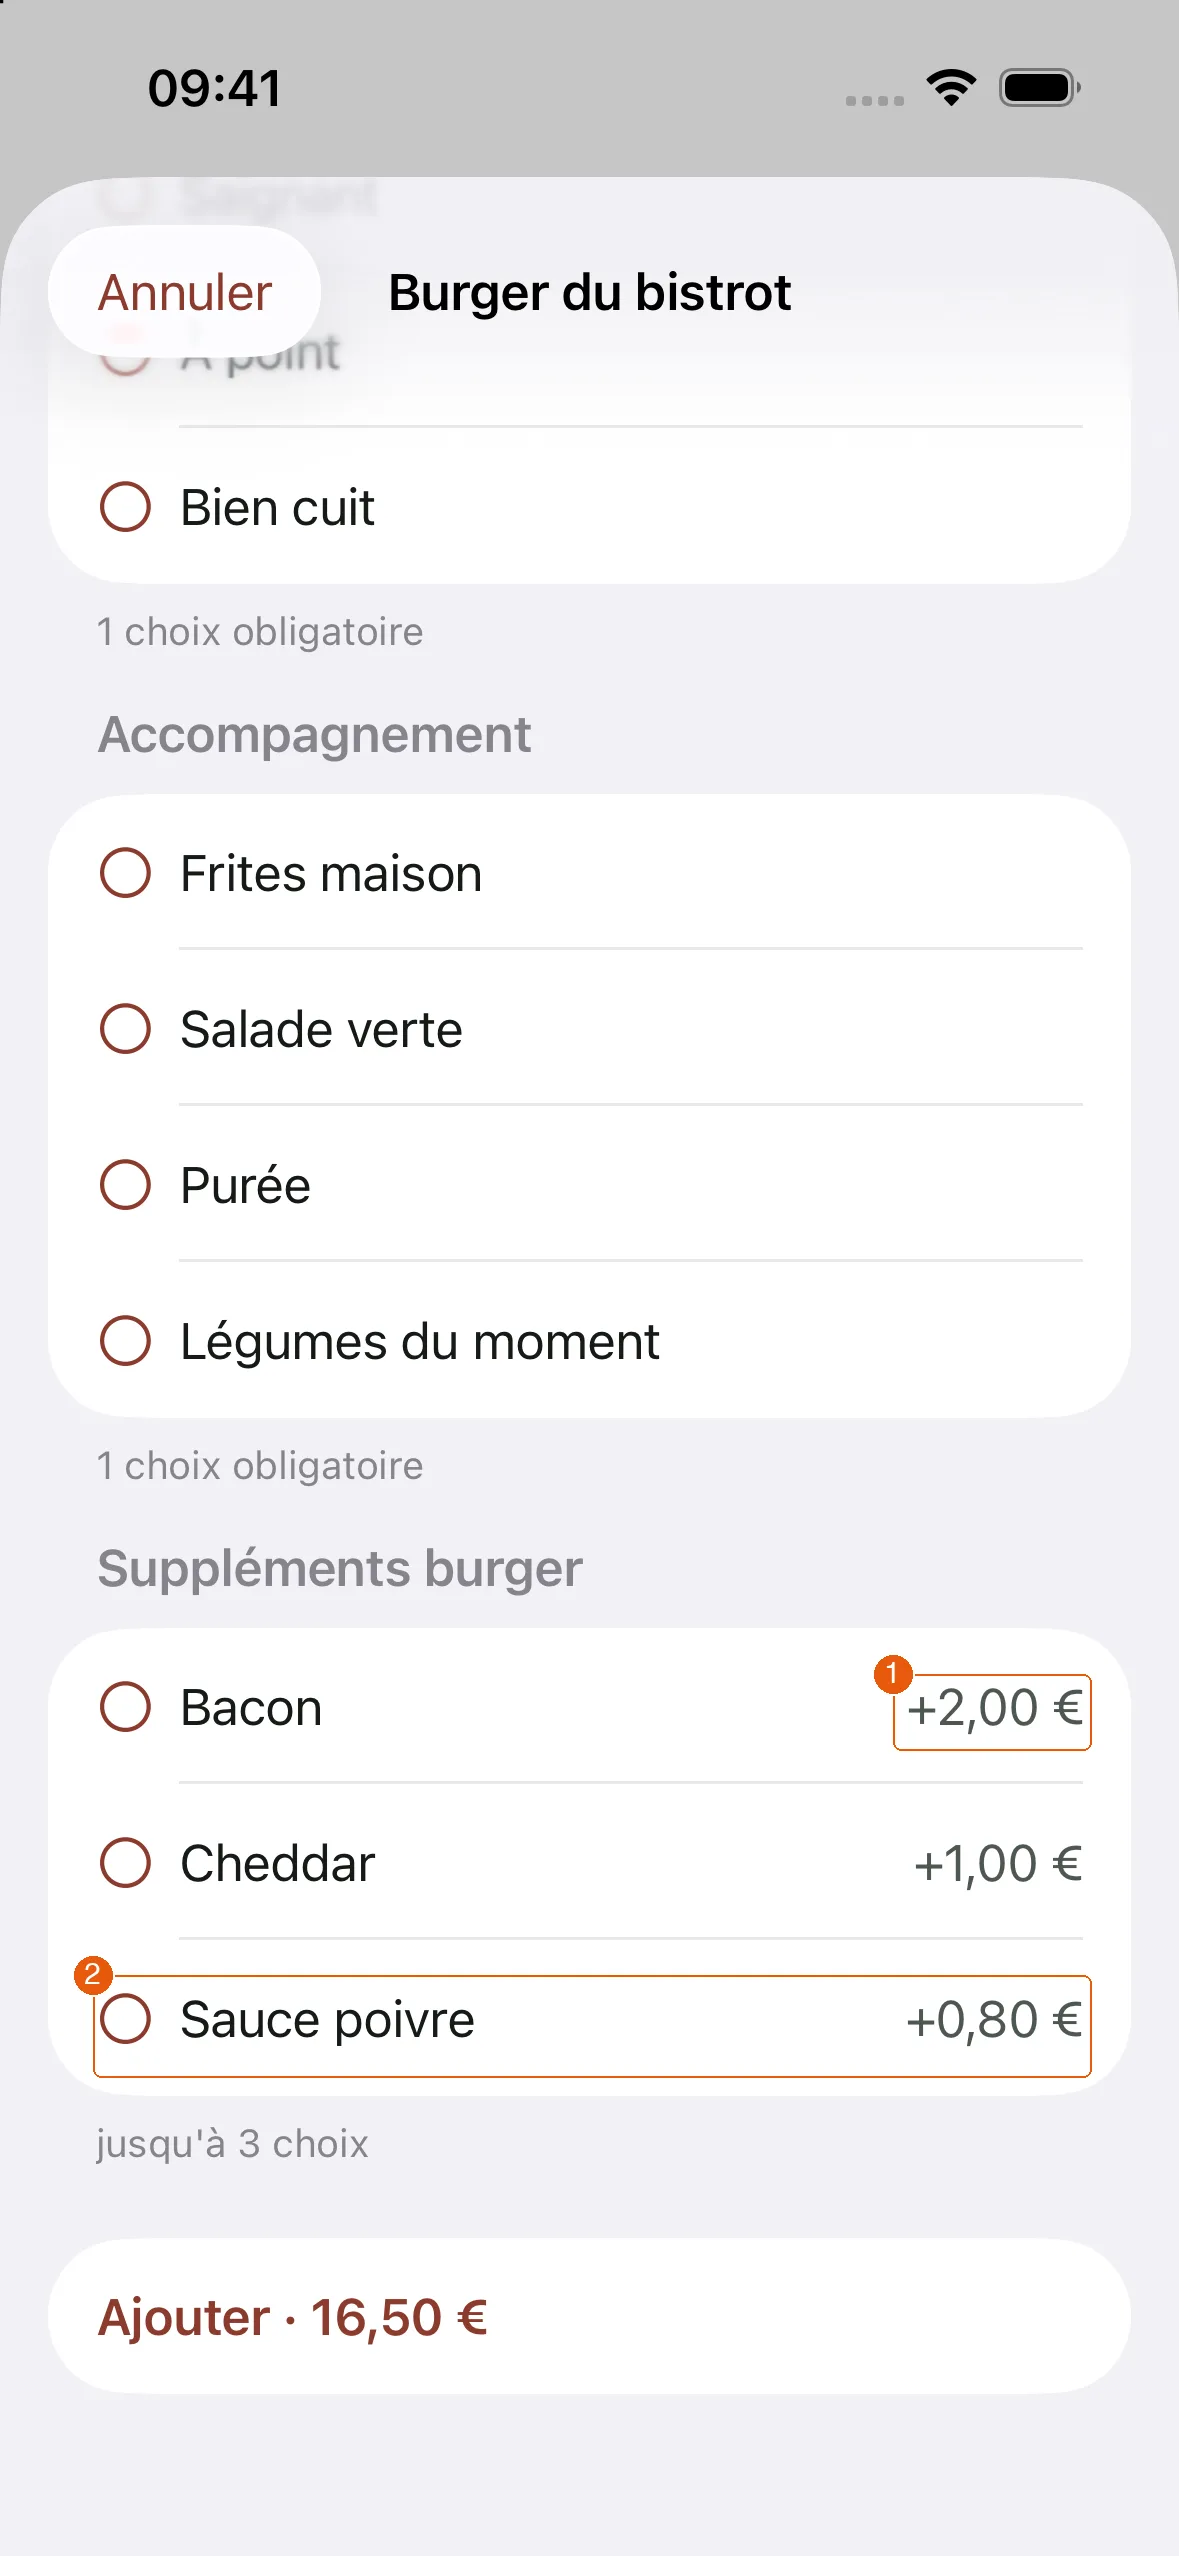 09:41
Saignant
Annuler
Burger du bistrot
À point
Bien cuit
1 choix obligatoire
Accompagnement
Frites maison
Salade verte
Purée
Légumes du moment
1 choix obligatoire
Suppléments burger
1
Bacon +2,00 €
Cheddar +1,00 €
2
Sauce poivre +0,80 €
jusqu'à 3 choix
Ajouter · 16,50 €